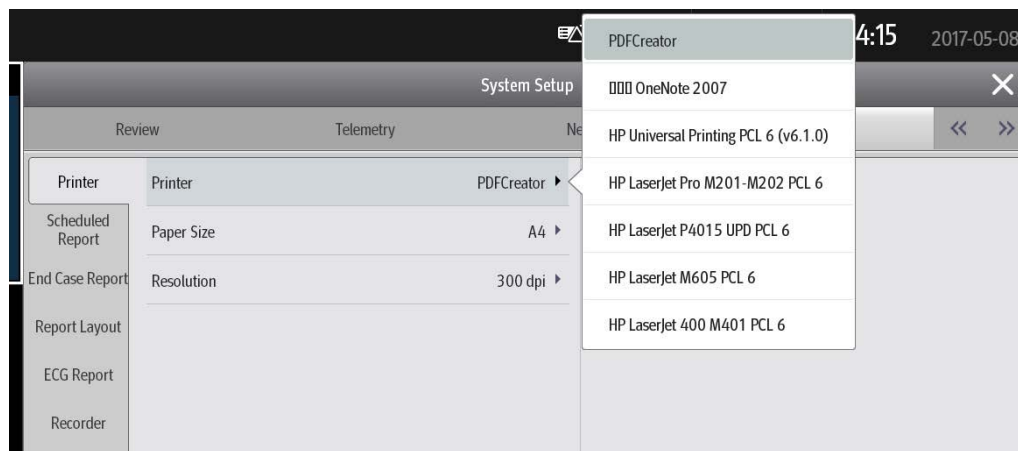 4:15
2017-05-08
System Setup
Review
Telemetry
Printer
Scheduled
Report
End Case Report
Report Layout
ECG Report
Recorder
Printer
PDFCreator
Paper Size
A4
Resolution
300 dpi
PDFCreator
OneNote 2007
HP Universal Printing PCL 6 (v6.1.0)
HP LaserJet Pro M201-M202 PCL 6
HP LaserJet P4015 UPD PCL 6
HP LaserJet M605 PCL 6
HP LaserJet 400 M401 PCL 6